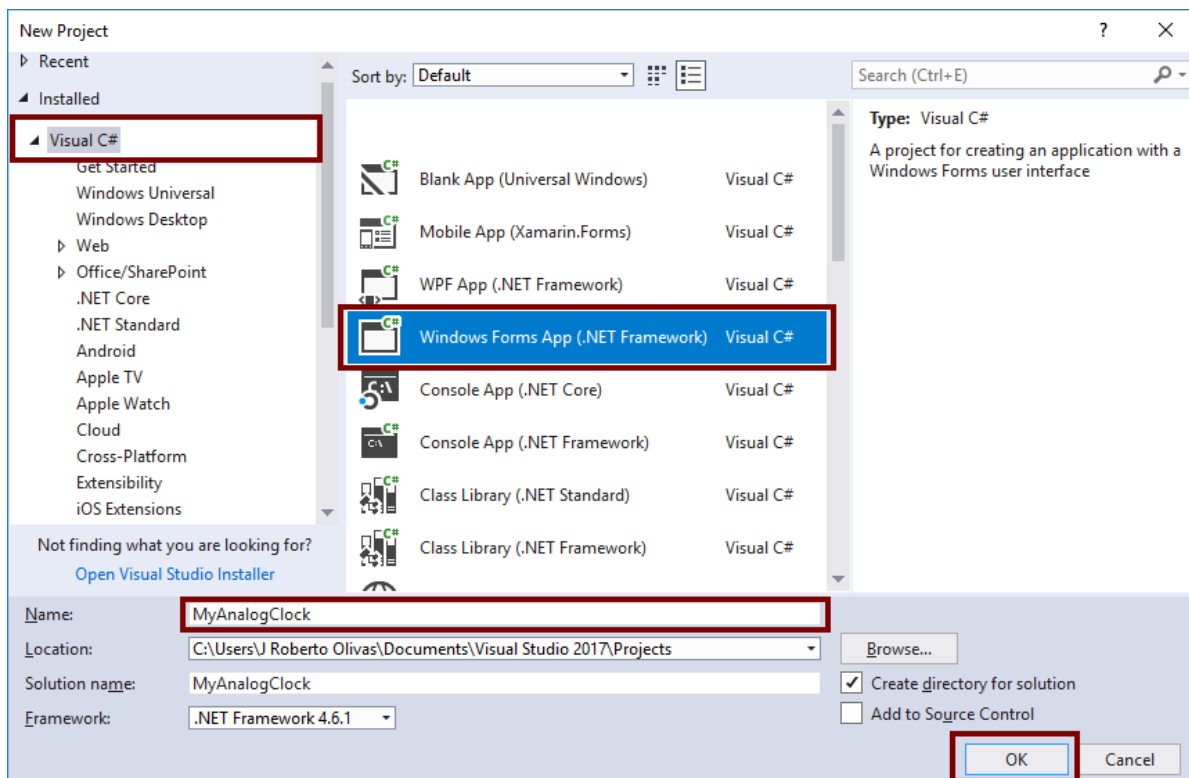 New Project
?
Recent
Installed
Visual C#
Get Started
Windows Universal
Windows Desktop
Web
Office/SharePoint
.NET Core
.NET Standard
Android
Apple TV
Apple Watch
Cloud
Cross-Platform
Extensibility
iOS Extensions
Not finding what you are looking for?
Open Visual Studio Installer
Sort by: Default
Search (Ctrl+E)
C# Blank App (Universal Windows) Visual C#
C# Mobile App (Xamarin.Forms) Visual C#
C# WPF App (.NET Framework) Visual C#
C# Windows Forms App (.NET Framework) Visual C#
C:\ Console App (.NET Core) Visual C#
C# C:\ Console App (.NET Framework) Visual C#
C# Class Library (.NET Standard) Visual C#
C# Class Library (.NET Framework) Visual C#
Type: Visual C#
A project for creating an application with a
Windows Forms user interface
Name: MyAnalogClock
Location: C:\Users\J Roberto Olivas\Documents\Visual Studio 2017\Projects Browse...
Solution name: MyAnalogClock Create directory for solution
Framework: .NET Framework 4.6.1 Add to Source Control
OK Cancel